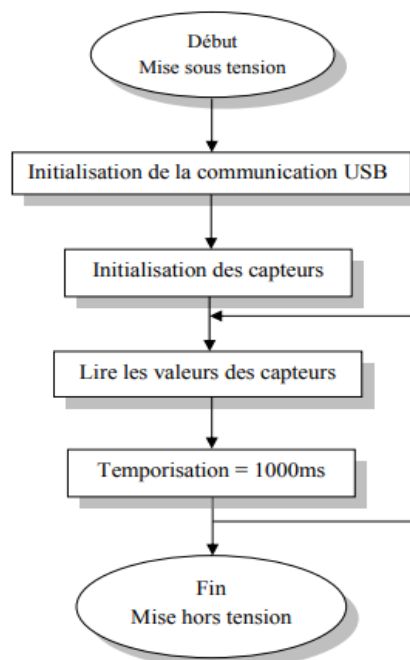 Début
Mise sous tension
Initialisation de la communication USB
Initialisation des capteurs
Lire les valeurs des capteurs
Temporisation = 1000ms
Fin
Mise hors tension